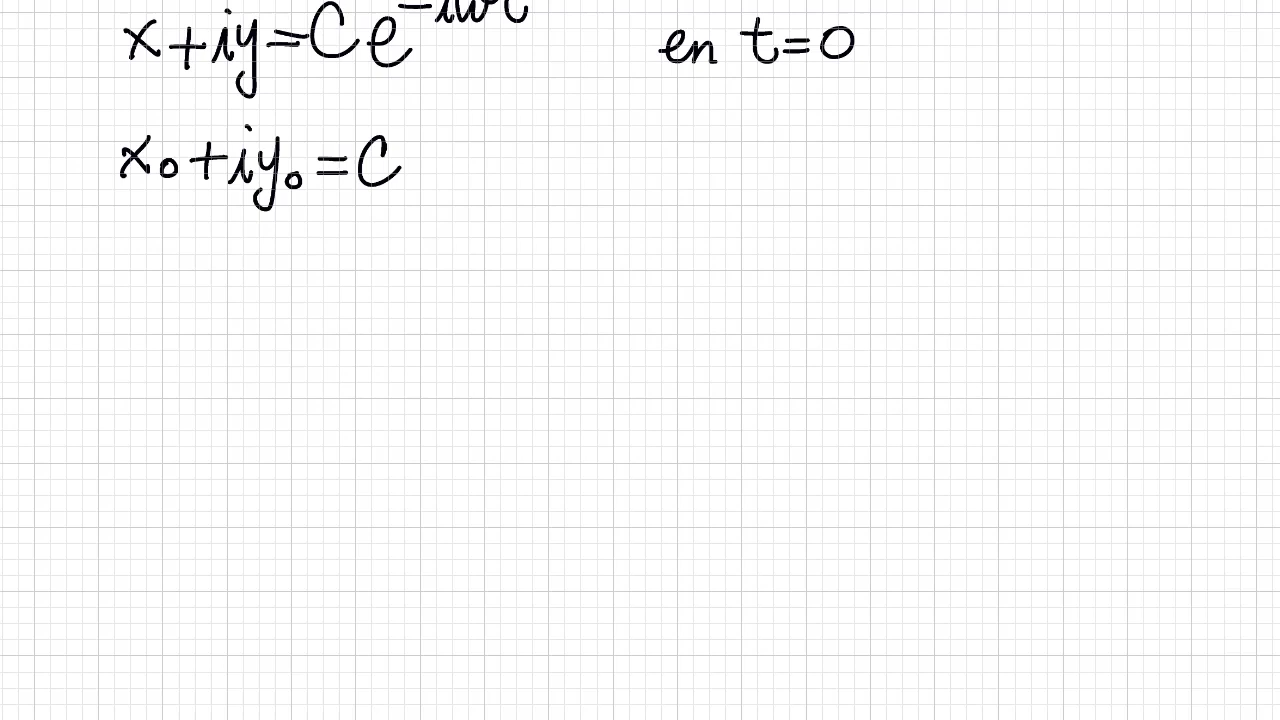 x+iy=Ce^{-iωt} en t=0
x₀+iy₀=C